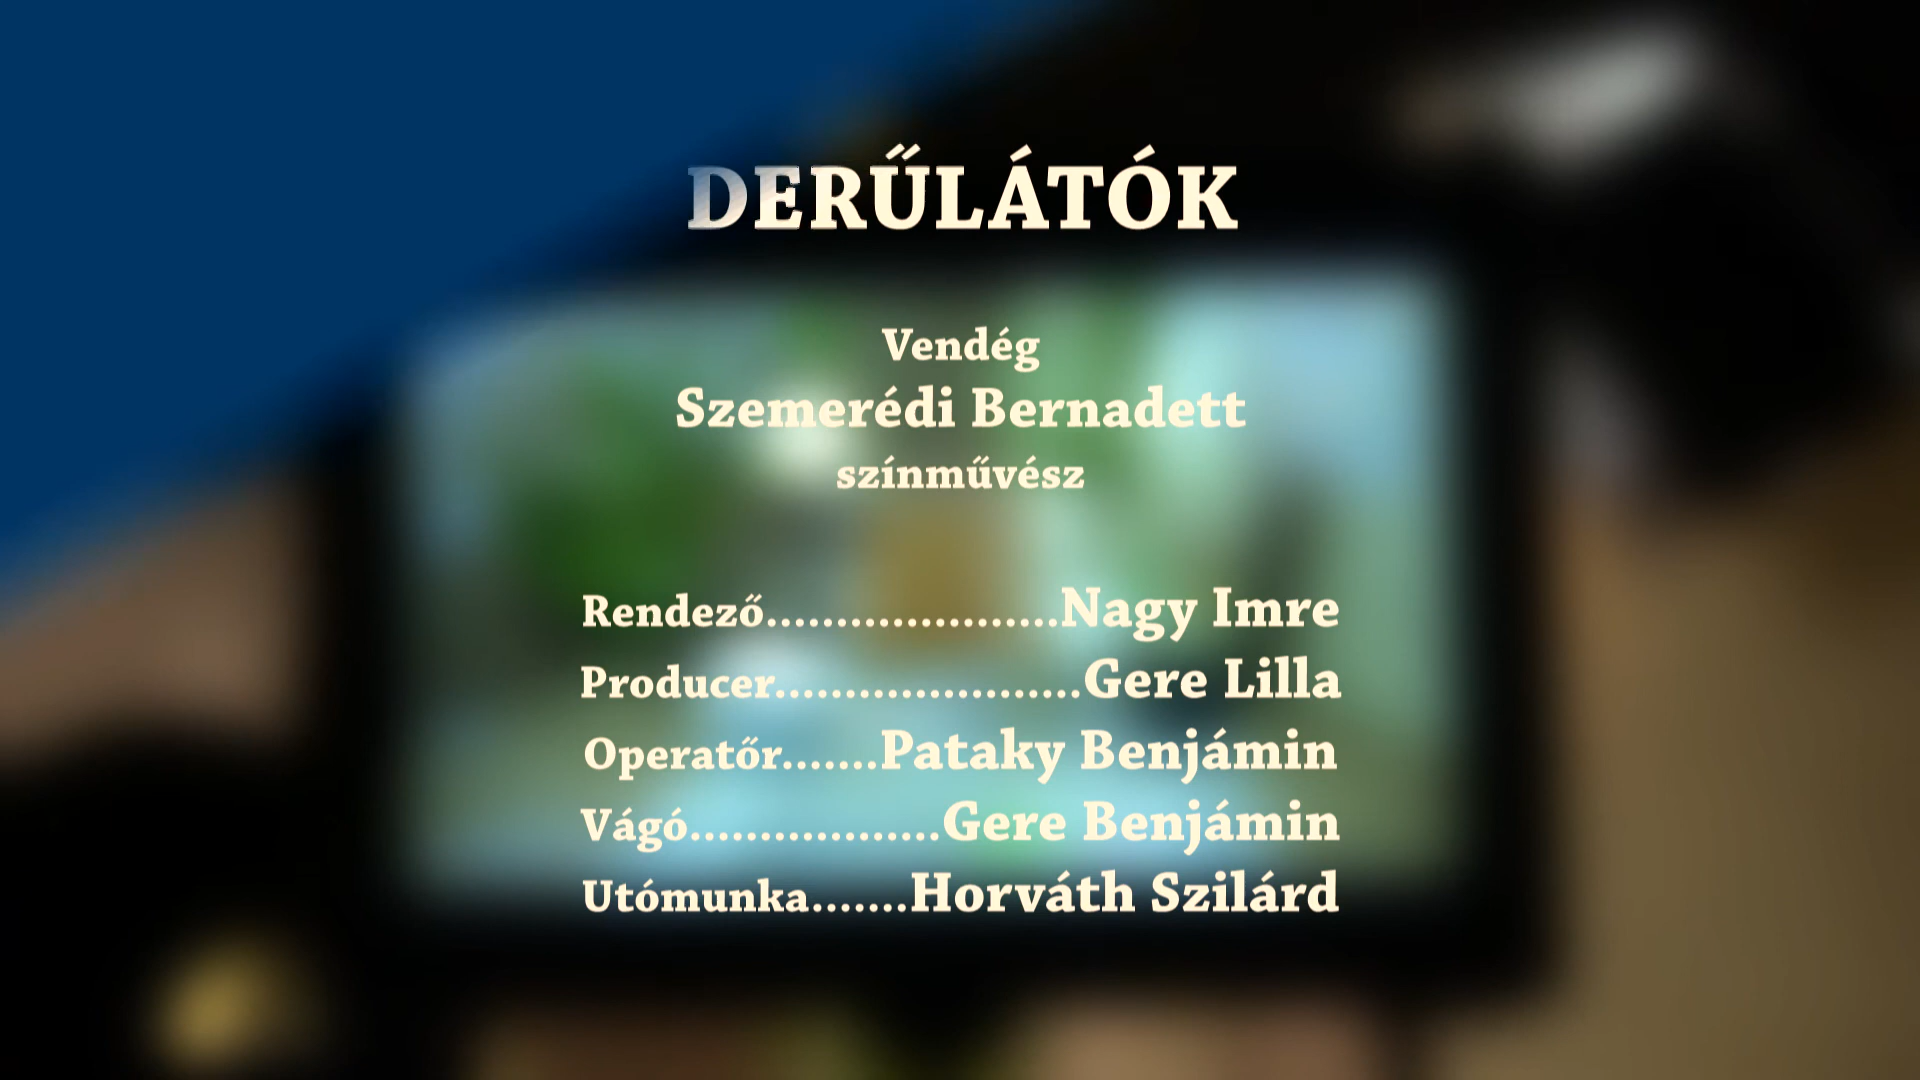 DERŰLÁTÓK
Vendég
Szemerédi Bernadett
színművész
Rendező.....................Nagy Imre
Producer......................Gere Lilla
Operatőr.......Pataky Benjámin
Vágó..................Gere Benjámin
Utómunka.......Horváth Szilárd